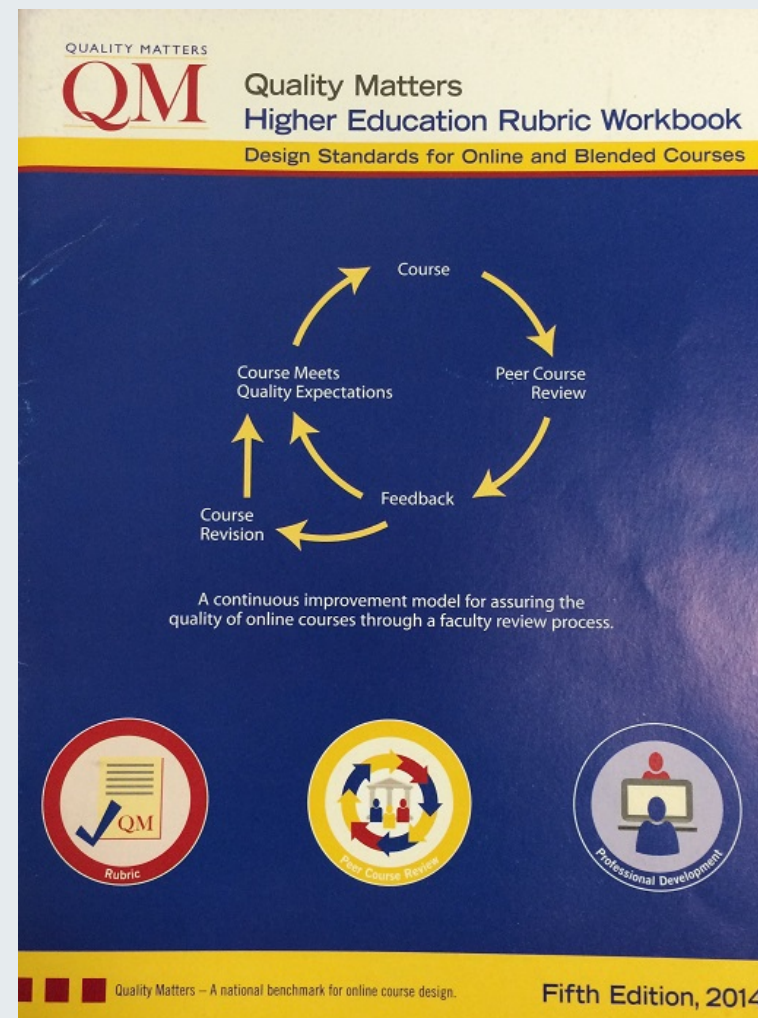 QUALITY MATTERS
QM
Quality Matters
Higher Education Rubric Workbook
Design Standards for Online and Blended Courses
Course
Peer Course
Review
Feedback
Course
Revision
Course Meets
Quality Expectations
A continuous improvement model for assuring the
quality of online courses through a faculty review process.
QM
Rubric
Peer Course Review
Professional Development
Quality Matters – A national benchmark for online course design.
Fifth Edition, 2014